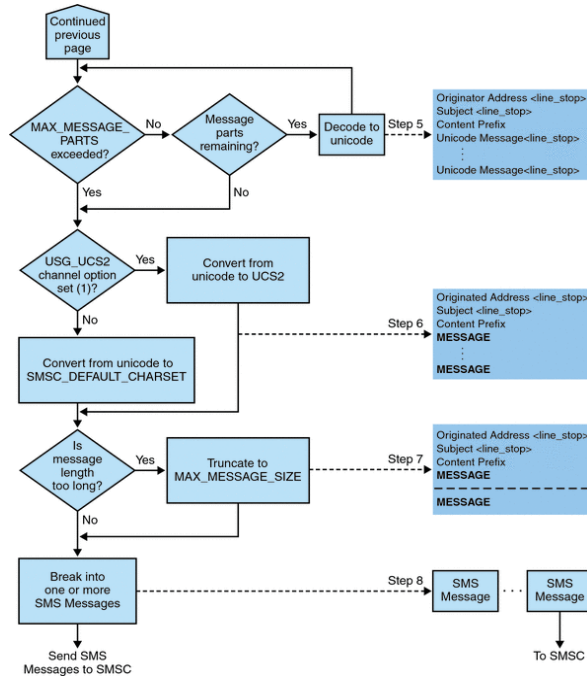 Continued
previous
page
MAX_MESSAGE_
PARTS
exceeded?
No
Message
parts
remaining?
Yes
Decode to
unicode
Step 5
Originator Address <line_stop>
Subject <line_stop>
Content Prefix
Unicode Message<line_stop>
Unicode Message<line_stop>
Yes
No
USG_UCS2
channel option
set (1)?
Yes
Convert from
unicode to UCS2
No
Step 6
Originated Address <line_stop>
Subject <line_stop>
Content Prefix
MESSAGE
MESSAGE
Convert from unicode to
SMSC_DEFAULT_CHARSET
Is
message
length
too long?
Yes
Truncate to
MAX_MESSAGE_SIZE
Step 7
Originated Address <line_stop>
Subject <line_stop>
Content Prefix
MESSAGE
MESSAGE
No
Break into
one or more
SMS Messages
Step 8
SMS
Message
SMS
Message
Send SMS
Messages to SMSC
To SMSC